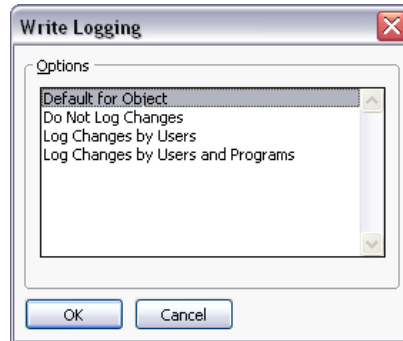 Write Logging
Options
Default for Object
Do Not Log Changes
Log Changes by Users
Log Changes by Users and Programs
OK
Cancel